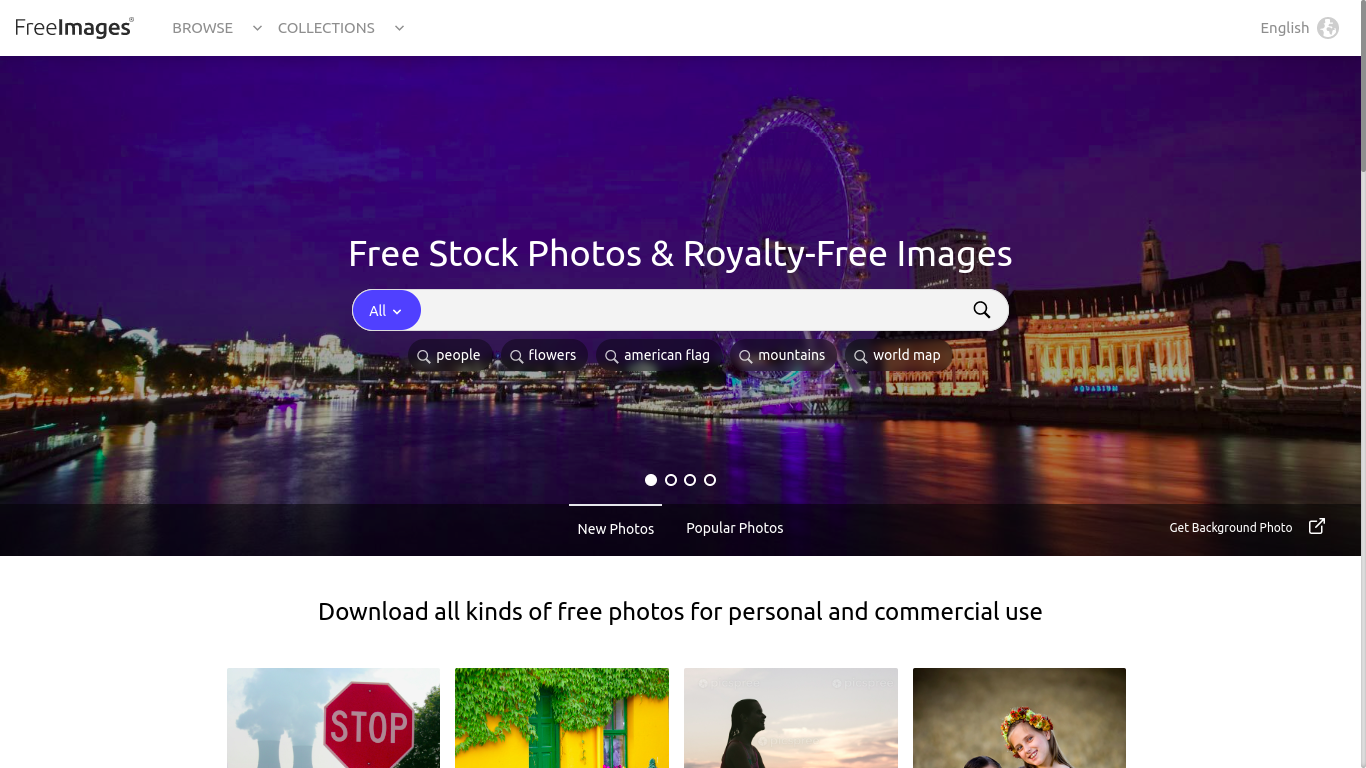 FreeImages®
BROWSE
COLLECTIONS
English
Free Stock Photos & Royalty-Free Images
All
people
flowers
american flag
mountains
world map
AQUARIUM
New Photos
Popular Photos
Get Background Photo
Download all kinds of free photos for personal and commercial use
STOP